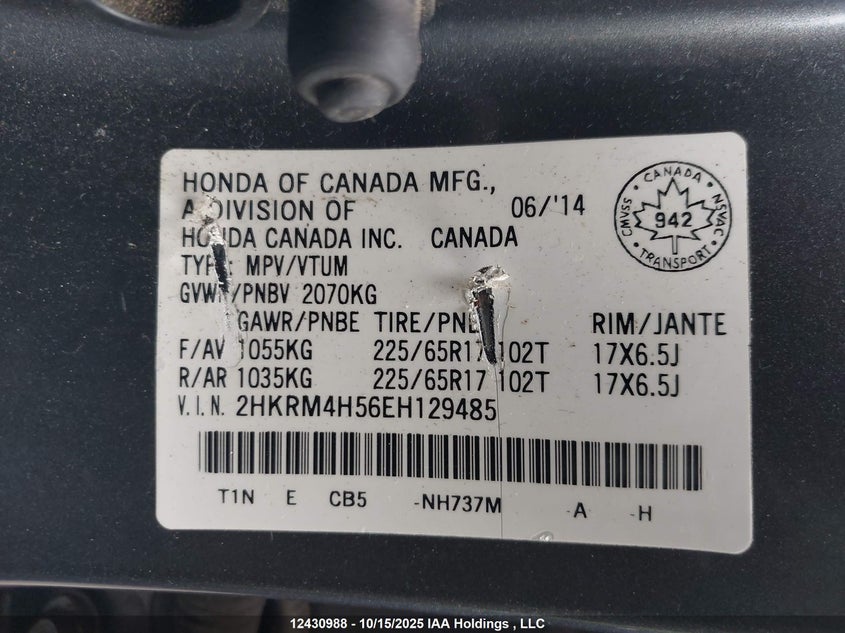 HONDA OF CANADA MFG.,
A DIVISION OF 06/'14
HONDA CANADA INC. CANADA
TYPE: MPV/VTUM
GVWR/PNBV 2070KG
GAWR/PNBE TIRE/PNEU RIM/JANTE
F/AV 1055KG 225/65R17 102T 17X6.5J
R/AR 1035KG 225/65R17 102T 17X6.5J
V.I.N. 2HKRM4H56EH129485
T1N E CB5 -NH737M -A -H
CANADA
CMVSS 942 NSVAC
TRANSPORT
12430988 - 10/15/2025 IAA Holdings , LLC